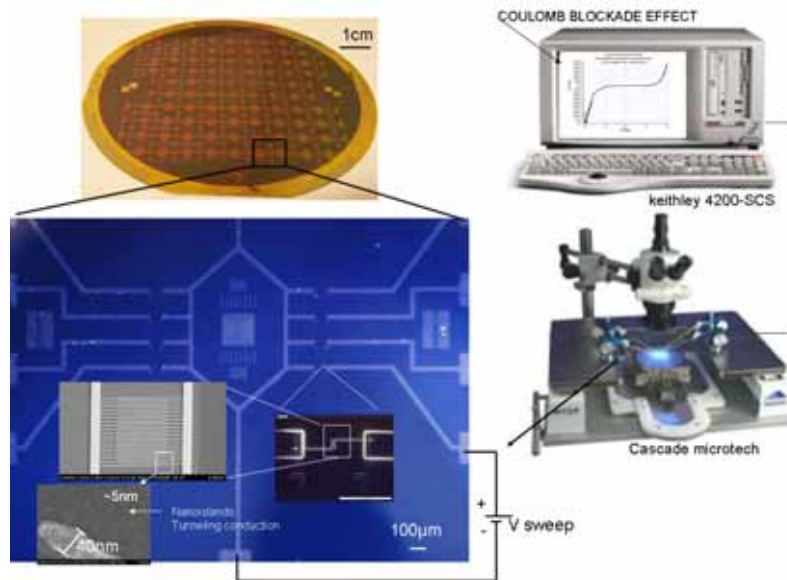 COULOMB BLOCKADE EFFECT
1cm
keithley 4200-SCS
Cascade microtech
~5nm
Nanoislands
Tunneling conduction
40nm
100µm
+
-
V sweep